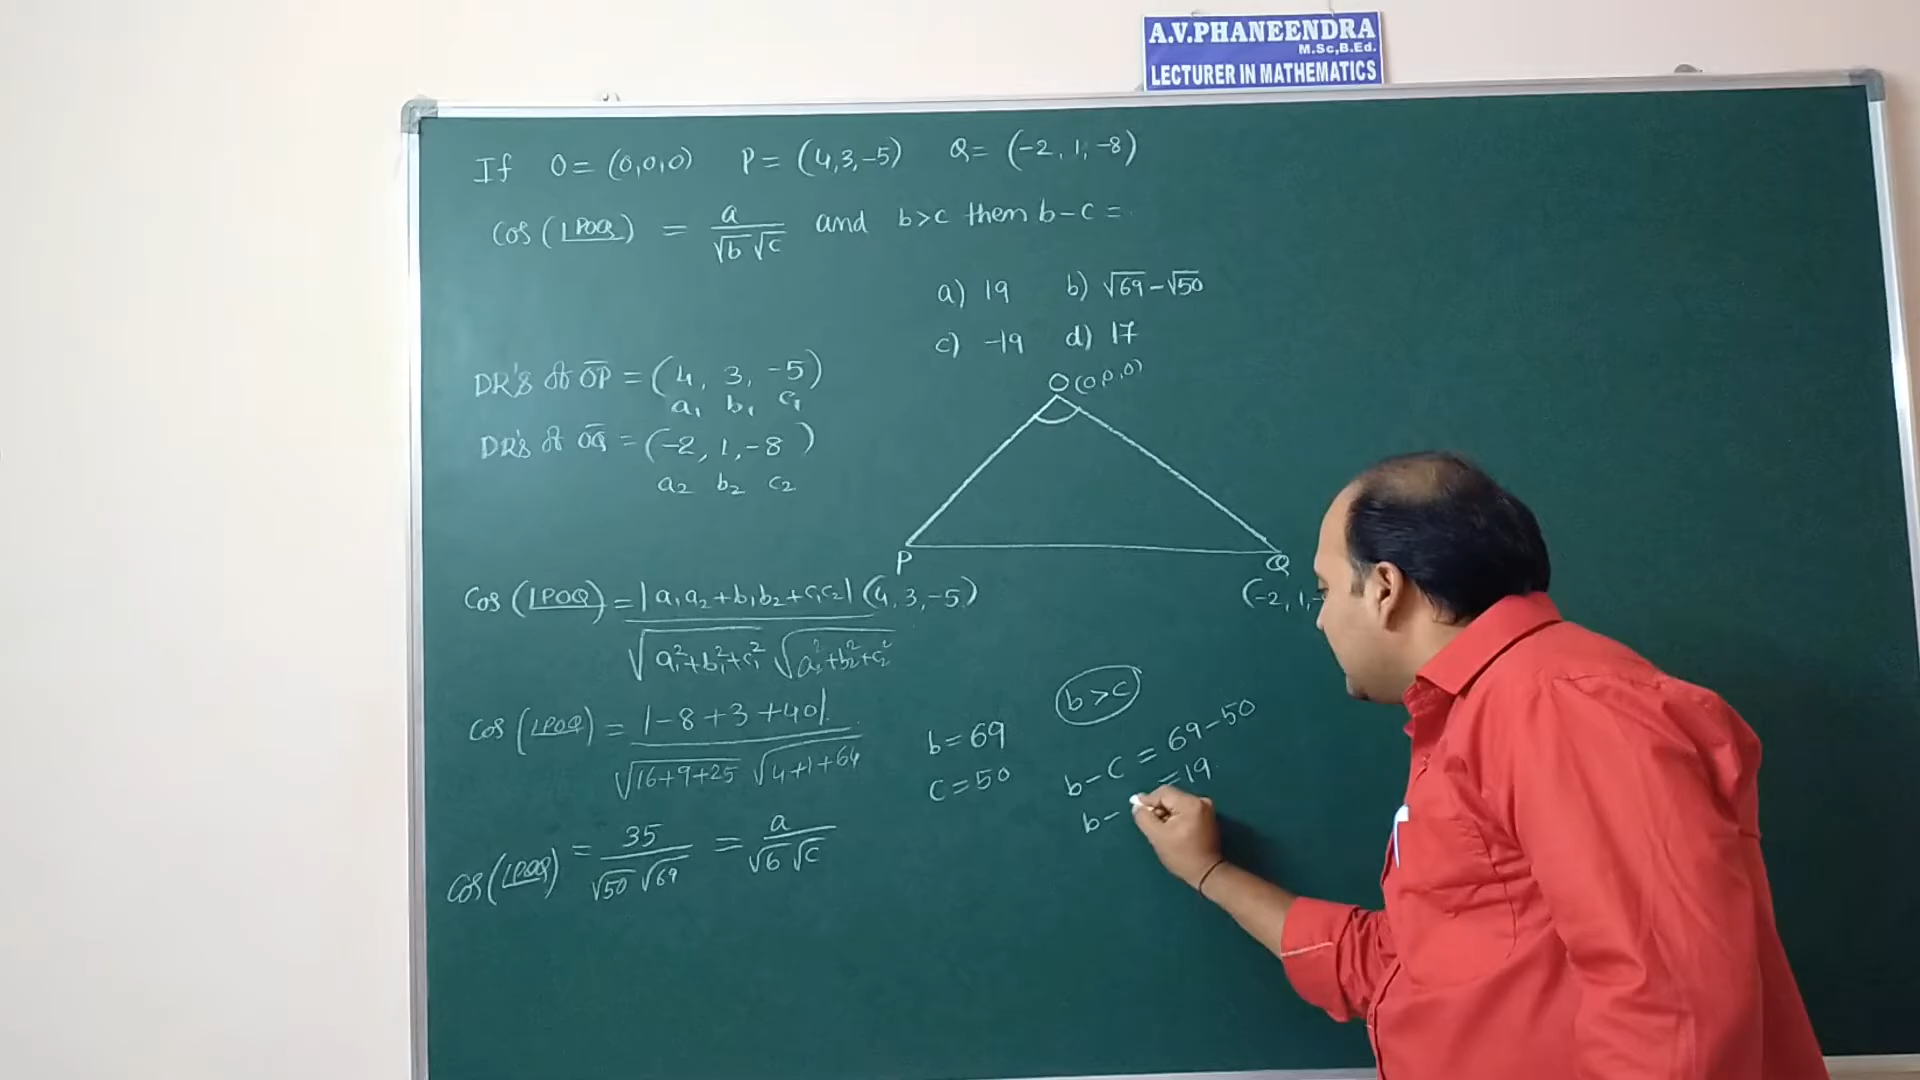 A.V.PHANEENDRA
M.Sc,B.Ed.
LECTURER IN MATHEMATICS
If O = (0,0,0) P = (4,3,-5) Q = (-2,1,-8)
Cos (∠POQ) = a/(√b √c) and b>c then b-c =
a) 19 b) √69-√50
c) -19 d) 17
DR's of OP = (4, 3, -5)
a₁ b₁ c₁
DR's of OQ = (-2, 1, -8)
a₂ b₂ c₂
O (0,0,0)
P
(4, 3, -5)
Q
(-2, 1,-
Cos (∠POQ) = |a₁a₂+b₁b₂+c₁c₂| / √(a₁²+b₁²+c₁²) √(a₂²+b₂²+c₂²)
Cos (∠POQ) = |-8+3+40| / √(16+9+25) √(4+1+64)
Cos (∠POQ) = 35/(√50 √69) = a/(√b √c)
b = 69
c = 50
b>c
b-c = 69-50
b- =19